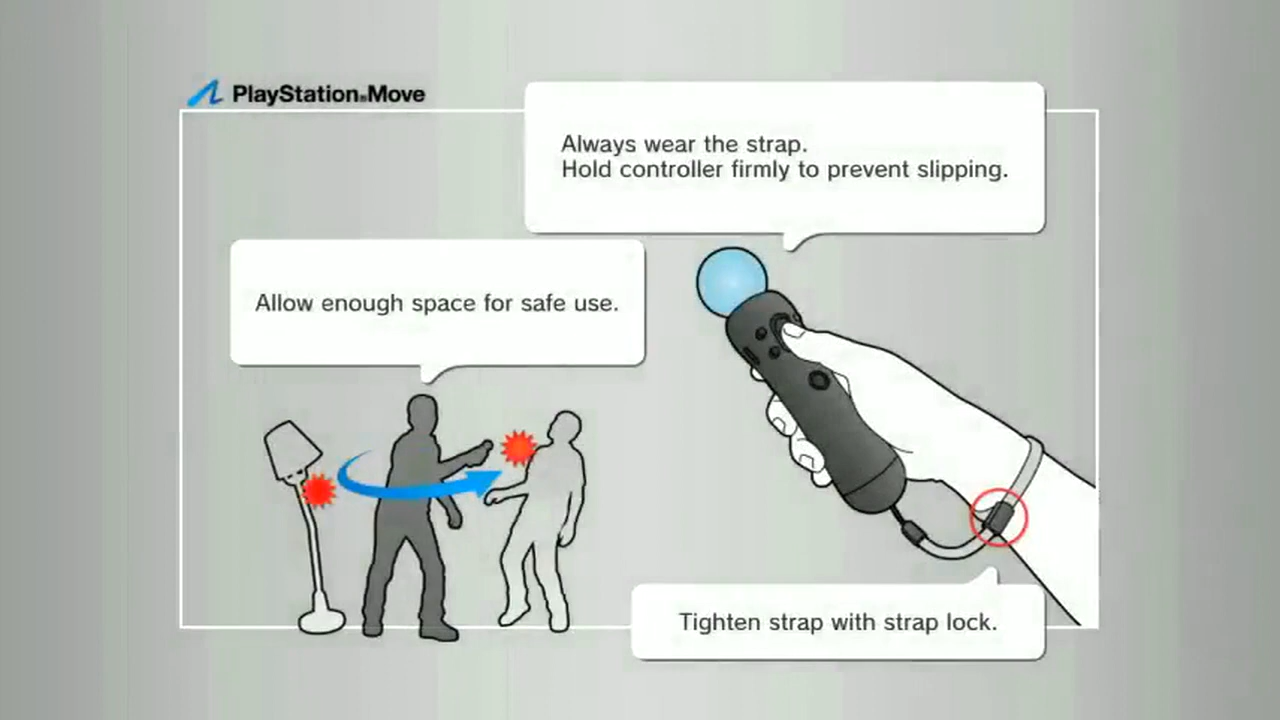 PlayStation®Move
Always wear the strap.
Hold controller firmly to prevent slipping.
Allow enough space for safe use.
Tighten strap with strap lock.